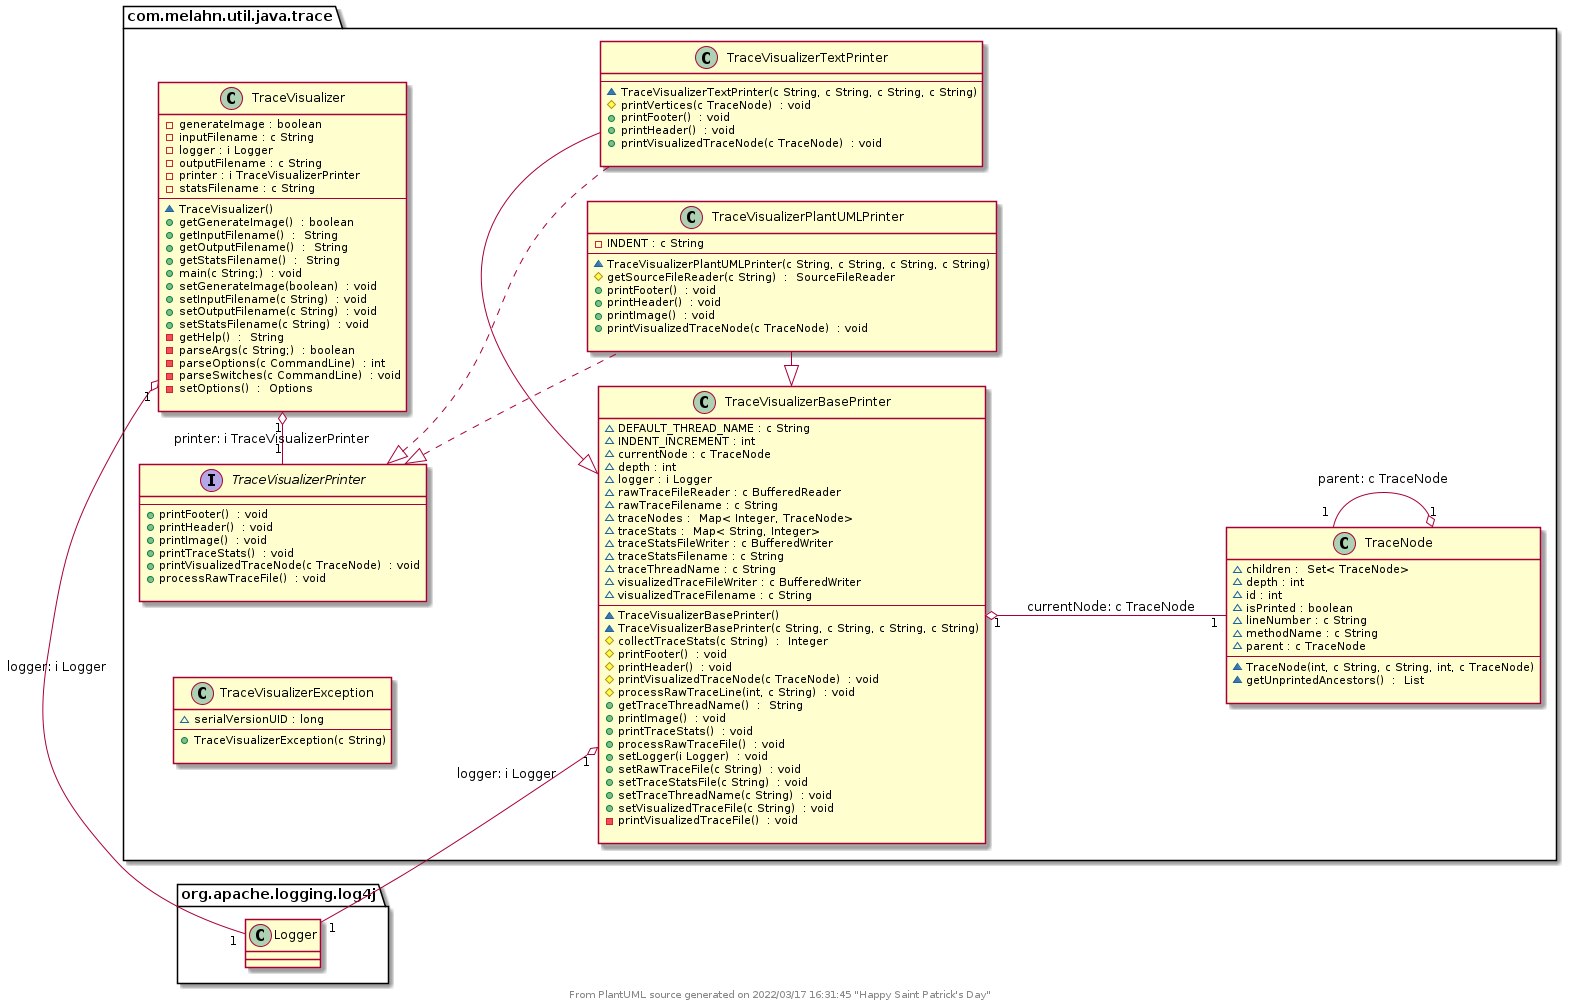 com.melahn.util.java.trace
TraceVisualizer
generateImage : boolean
inputFilename : c String
logger : i Logger
outputFilename : c String
printer : i TraceVisualizerPrinter
statsFilename : c String
TraceVisualizer()
getGenerateImage() : boolean
getInputFilename() : String
getOutputFilename() : String
getStatsFilename() : String
main(c String;) : void
setGenerateImage(boolean) : void
setInputFilename(c String) : void
setOutputFilename(c String) : void
setStatsFilename(c String) : void
getHelp() : String
parseArgs(c String;) : boolean
parseOptions(c CommandLine) : int
parseSwitches(c CommandLine) : void
setOptions() : Options
TraceVisualizerTextPrinter
TraceVisualizerTextPrinter(c String, c String, c String, c String)
printVertices(c TraceNode) : void
printFooter() : void
printHeader() : void
printVisualizedTraceNode(c TraceNode) : void
TraceVisualizerPlantUMLPrinter
INDENT : c String
TraceVisualizerPlantUMLPrinter(c String, c String, c String, c String)
getSourceFileReader(c String) : SourceFileReader
printFooter() : void
printHeader() : void
printImage() : void
printVisualizedTraceNode(c TraceNode) : void
1
1
printer: i TraceVisualizerPrinter
1
TraceVisualizerPrinter
printFooter() : void
printHeader() : void
printImage() : void
printTraceStats() : void
printVisualizedTraceNode(c TraceNode) : void
processRawTraceFile() : void
TraceVisualizerBasePrinter
DEFAULT_THREAD_NAME : c String
INDENT_INCREMENT : int
currentNode : c TraceNode
depth : int
logger : i Logger
rawTraceFileReader : c BufferedReader
rawTraceFilename : c String
traceNodes : Map< Integer, TraceNode>
traceStats : Map< String, Integer>
traceStatsFileWriter : c BufferedWriter
traceStatsFilename : c String
traceThreadName : c String
visualizedTraceFileWriter : c BufferedWriter
visualizedTraceFilename : c String
TraceVisualizerBasePrinter()
TraceVisualizerBasePrinter(c String, c String, c String, c String)
collectTraceStats(c String) : Integer
printFooter() : void
printHeader() : void
printVisualizedTraceNode(c TraceNode) : void
processRawTraceLine(int, c String) : void
getTraceThreadName() : String
printImage() : void
printTraceStats() : void
processRawTraceFile() : void
setLogger(i Logger) : void
setRawTraceFile(c String) : void
setTraceStatsFile(c String) : void
setTraceThreadName(c String) : void
setVisualizedTraceFile(c String) : void
printVisualizedTraceFile() : void
currentNode: c TraceNode
1
1
parent: c TraceNode
1
1
TraceNode
children : Set< TraceNode>
depth : int
id : int
isPrinted : boolean
lineNumber : c String
methodName : c String
parent : c TraceNode
TraceNode(int, c String, c String, int, c TraceNode)
getUnprintedAncestors() : List
logger: i Logger
TraceVisualizerException
serialVersionUID : long
TraceVisualizerException(c String)
1
logger: i Logger
org.apache.logging.log4j
Logger
1
1
From PlantUML source generated on 2022/03/17 16:31:45 "Happy Saint Patrick's Day"